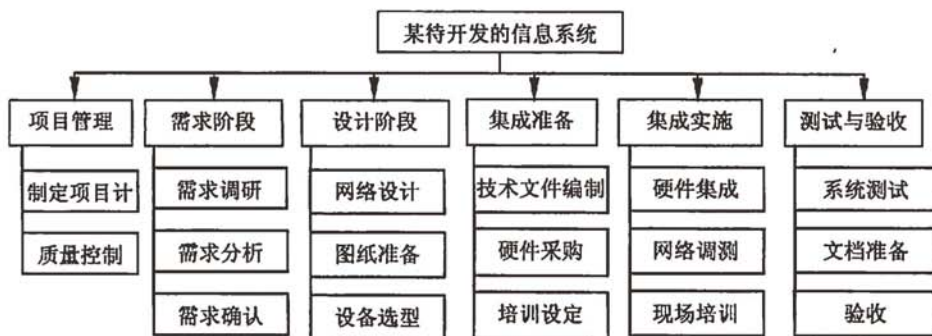 某待开发的信息系统
项目管理
需求阶段
设计阶段
集成准备
集成实施
测试与验收
制定项目计
需求调研
网络设计
技术文件编制
硬件集成
系统测试
质量控制
需求分析
图纸准备
硬件采购
网络调测
文档准备
需求确认
设备选型
培训设定
现场培训
验收